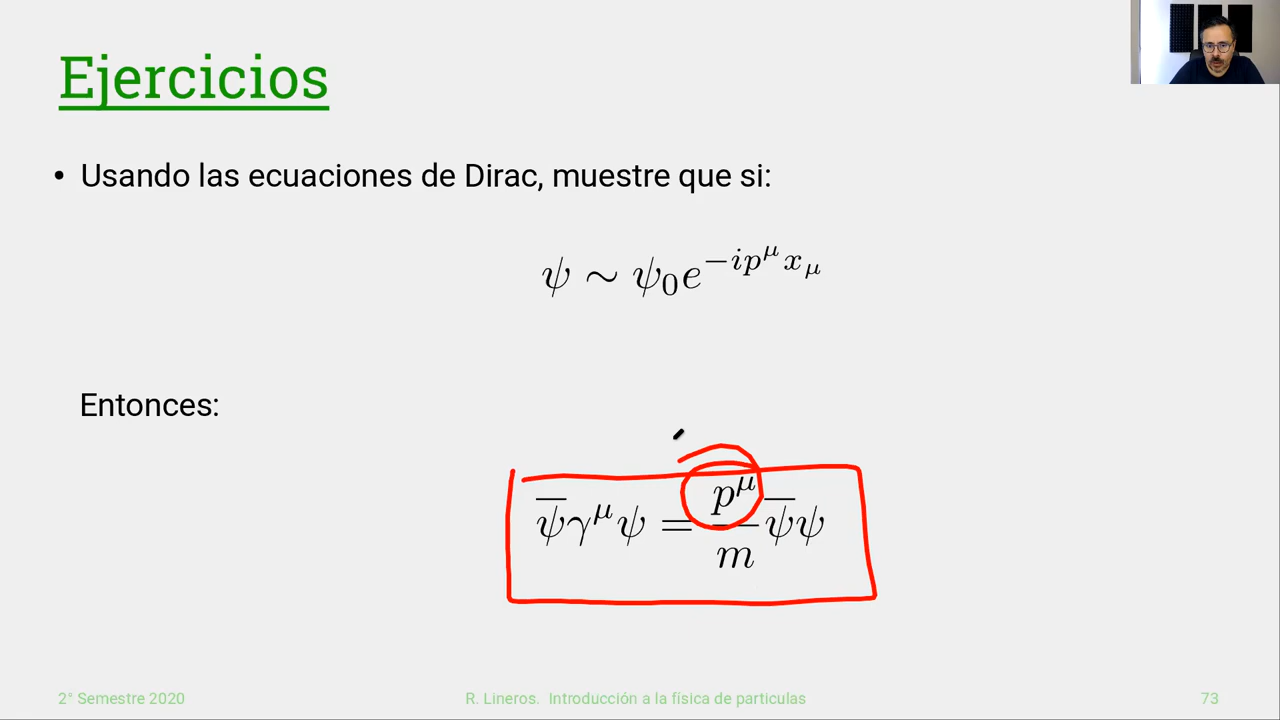 Ejercicios
• Usando las ecuaciones de Dirac, muestre que si:
ψ ∼ ψ₀e^{−ip^μ x_μ}
Entonces:
ψ̅γ^μψ = p^μ/m ψ̅ψ
2° Semestre 2020
R. Lineros. Introducción a la física de particulas
73